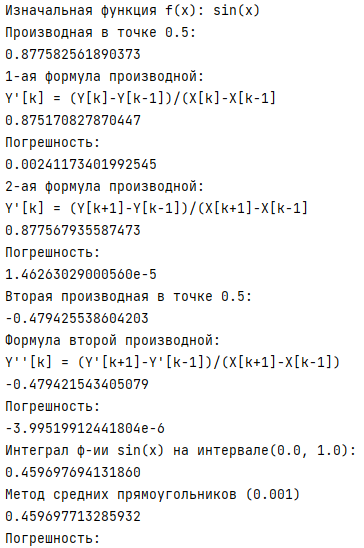 Изначальная функция f(x): sin(x)
Производная в точке 0.5:
0.877582561890373
1-ая формула производной:
Y'[k] = (Y[k]-Y[k-1])/(X[k]-X[k-1]
0.875170827870447
Погрешность:
0.00241173401992545
2-ая формула производной:
Y'[k] = (Y[k+1]-Y[k-1])/(X[k+1]-X[k-1]
0.877567935587473
Погрешность:
1.46263029000560e-5
Вторая производная в точке 0.5:
-0.479425538604203
Формула второй производной:
Y''[k] = (Y'[k+1]-Y'[k-1])/(X[k+1]-X[k-1])
-0.479421543405079
Погрешность:
-3.99519912441804e-6
Интеграл ф-ии sin(x) на интервале(0.0, 1.0):
0.459697694131860
Метод средних прямоугольников (0.001)
0.459697713285932
Погрешность: